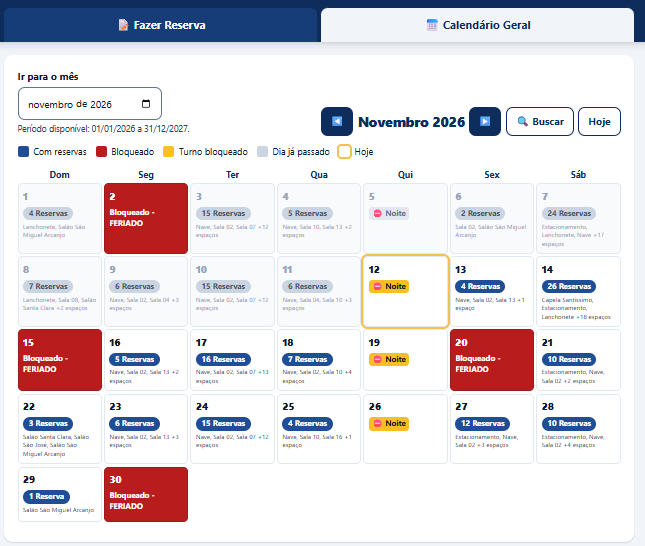 Fazer Reserva
Calendário Geral
Ir para o mês
novembro de 2026
Período disponível: 01/01/2026 a 31/12/2027.
Novembro 2026
Buscar
Hoje
Com reservas Bloqueado Turno bloqueado Dia já passado Hoje
Dom Seg Ter Qua Qui Sex Sáb
1
4 Reservas
Lanchonete, Salão São
Miguel Arcanjo
2
Bloqueado -
FERIADO
3
15 Reservas
Nave, Sala 02, Sala 07 +12
espaços
4
5 Reservas
Nave, Sala 10, Sala 13 +2
espaços
5
Noite
6
2 Reservas
Sala 02, Salão São Miguel
Arcanjo
7
24 Reservas
Estacionamento,
Lanchonete, Nave +17
espaços
8
7 Reservas
Lanchonete, Sala 08, Salão
Santa Clara +2 espaços
9
6 Reservas
Nave, Sala 02, Sala 04 +3
espaços
10
15 Reservas
Nave, Sala 02, Sala 07 +12
espaços
11
6 Reservas
Nave, Sala 04, Sala 10 +3
espaços
12
Noite
13
4 Reservas
Nave, Sala 02, Sala 13 +1
espaço
14
26 Reservas
Capela Santíssimo,
Estacionamento,
Lanchonete +18 espaços
15
Bloqueado -
FERIADO
16
5 Reservas
Nave, Sala 02, Sala 13 +2
espaços
17
16 Reservas
Nave, Sala 02, Sala 07 +13
espaços
18
7 Reservas
Nave, Sala 02, Sala 10 +4
espaços
19
Noite
20
Bloqueado -
FERIADO
21
10 Reservas
Estacionamento, Nave,
Sala 02 +2 espaços
22
3 Reservas
Salão Santa Clara, Salão
São José, Salão São
Miguel Arcanjo
23
6 Reservas
Nave, Sala 02, Sala 13 +3
espaços
24
15 Reservas
Nave, Sala 02, Sala 07 +12
espaços
25
4 Reservas
Nave, Sala 10, Sala 16 +1
espaço
26
Noite
27
12 Reservas
Estacionamento, Nave,
Sala 02 +3 espaços
28
10 Reservas
Estacionamento, Nave,
Sala 02 +4 espaços
29
1 Reserva
Salão São Miguel Arcanjo
30
Bloqueado -
FERIADO